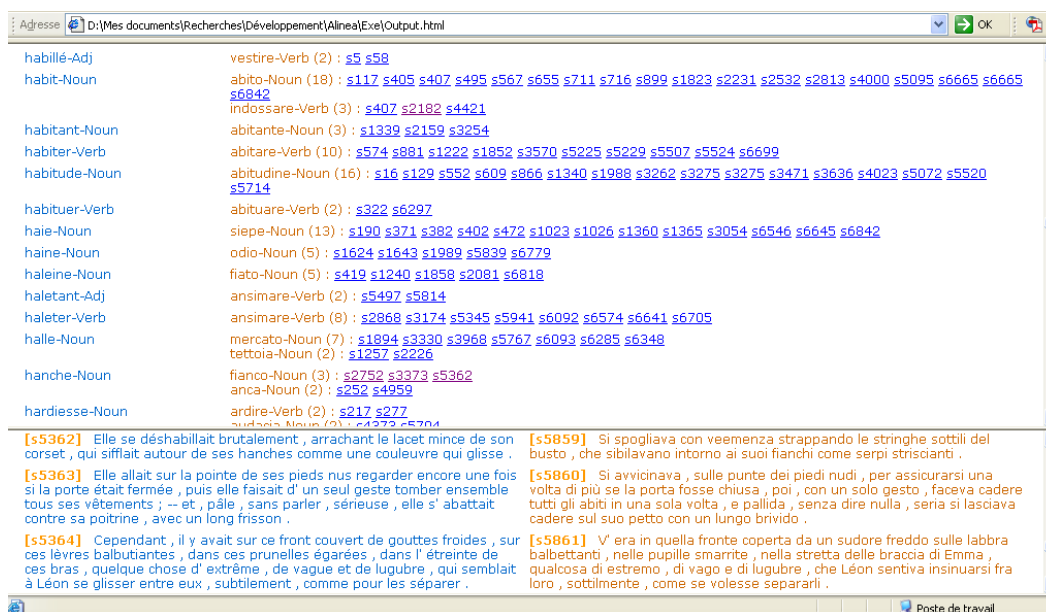 Adresse D:\Mes documents\Recherches\Développement\Alinea\Exe\Output.html OK
habillé-Adj vestire-Verb (2) : s5 s58
habit-Noun abito-Noun (18) : s117 s405 s407 s495 s567 s655 s711 s716 s899 s1823 s2231 s2532 s2813 s4000 s5095 s6665 s6665
s6842
indossare-Verb (3) : s407 s2182 s4421
habitant-Noun abitante-Noun (3) : s1339 s2159 s3254
habiter-Verb abitare-Verb (10) : s574 s881 s1222 s1852 s3570 s5225 s5229 s5507 s5524 s6699
habitude-Noun abitudine-Noun (16) : s16 s129 s552 s609 s866 s1340 s1988 s3262 s3275 s3275 s3471 s3636 s4023 s5072 s5520
s5714
habituer-Verb abituare-Verb (2) : s322 s6297
haie-Noun siepe-Noun (13) : s190 s371 s382 s402 s472 s1023 s1026 s1360 s1365 s3054 s6546 s6645 s6842
haine-Noun odio-Noun (5) : s1624 s1643 s1989 s5839 s6779
haleine-Noun fiato-Noun (5) : s419 s1240 s1858 s2081 s6818
haletant-Adj ansimare-Verb (2) : s5497 s5814
haleter-Verb ansimare-Verb (8) : s2868 s3174 s5345 s5941 s6092 s6574 s6641 s6705
halle-Noun mercato-Noun (7) : s1894 s3330 s3968 s5767 s6093 s6285 s6348
tettoia-Noun (2) : s1257 s2226
hanche-Noun fianco-Noun (3) : s2752 s3373 s5362
anca-Noun (2) : s252 s4959
hardiesse-Noun ardire-Verb (2) : s217 s277
audacia-Noun (2) : s4373 s5704
[s5362] Elle se déshabillait brutalement , arrachant le lacet mince de son
corset , qui sifflait autour de ses hanches comme une couleuvre qui glisse .
[s5363] Elle allait sur la pointe de ses pieds nus regarder encore une fois
si la porte était fermée , puis elle faisait d' un seul geste tomber ensemble
tous ses vêtements ; -- et , pâle , sans parler , sérieuse , elle s' abattait
contre sa poitrine , avec un long frisson .
[s5364] Cependant , il y avait sur ce front couvert de gouttes froides , sur
ces lèvres balbutiantes , dans ces prunelles égarées , dans l' étreinte de
ces bras , quelque chose d' extrême , de vague et de lugubre , qui semblait
à Léon se glisser entre eux , subtilement , comme pour les séparer .
[s5859] Si spogliava con veemenza strappando le stringhe sottili del
busto , che sibilavano intorno ai suoi fianchi come serpi striscianti .
[s5860] Si avvicinava , sulle punte dei piedi nudi , per assicurarsi una
volta di più se la porta fosse chiusa , poi , con un solo gesto , faceva cadere
tutti gli abiti in una sola volta , e pallida , senza dire nulla , seria si lasciava
cadere sul suo petto con un lungo brivido .
[s5861] V' era in quella fronte coperta da un sudore freddo sulle labbra
balbettanti , nelle pupille smarrite , nella stretta delle braccia di Emma ,
qualcosa di estremo , di vago e di lugubre , che Léon sentiva insinuarsi fra
loro , sottilmente , come se volesse separarli .
Poste de travail